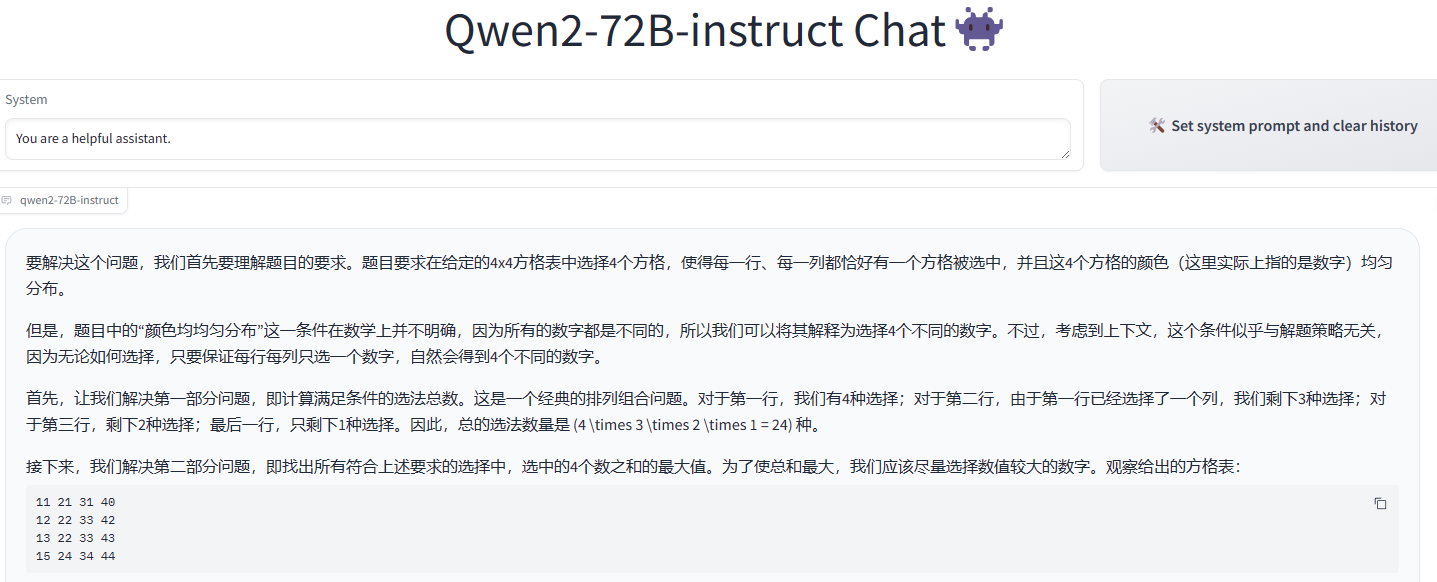 Qwen2-72B-instruct Chat
System
You are a helpful assistant.
Set system prompt and clear history
qwen2-72B-instruct
要解决这个问题，我们首先要理解题目的要求。题目要求在给定的4x4方格表中选择4个方格，使得每一行、每一列都恰好有一个方格被选中，并且这4个方格的颜色（这里实际上指的是数字）均匀
分布。
但是，题目中的“颜色均均匀分布”这一条件在数学上并不明确，因为所有的数字都是不同的，所以我们可以将其解释为选择4个不同的数字。不过，考虑到上下文，这个条件似乎与解题策略无关，
因为无论如何选择，只要保证每行每列只选一个数字，自然会得到4个不同的数字。
首先，让我们解决第一部分问题，即计算满足条件的选法总数。这是一个经典的排列组合问题。对于第一行，我们有4种选择；对于第二行，由于第一行已经选择了一个列，我们剩下3种选择；对
于第三行，剩下2种选择；最后一行，只剩下1种选择。因此，总的选法数量是 (4 \times 3 \times 2 \times 1 = 24) 种。
接下来，我们解决第二部分问题，即找出所有符合上述要求的选择中，选中的4个数之和的最大值。为了使总和最大，我们应该尽量选择数值较大的数字。观察给出的方格表：
11 21 31 40
12 22 33 42
13 22 33 43
15 24 34 44